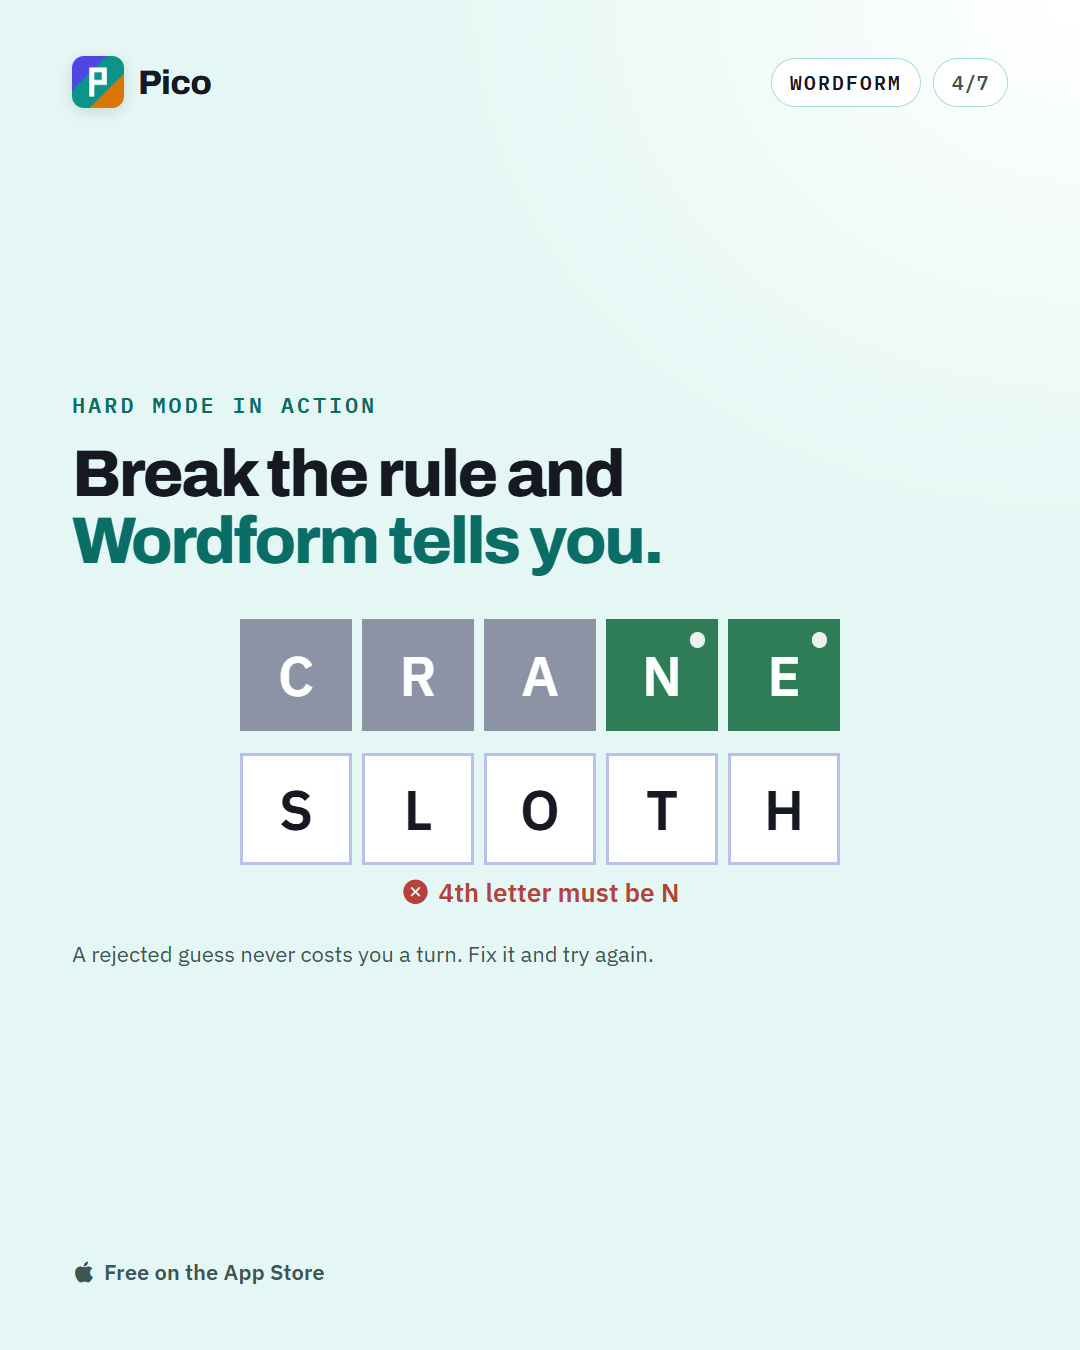 Pico
WORDFORM
4/7
HARD MODE IN ACTION
Break the rule and
Wordform tells you.
C R A N E
S L O T H
4th letter must be N
A rejected guess never costs you a turn. Fix it and try again.
Free on the App Store